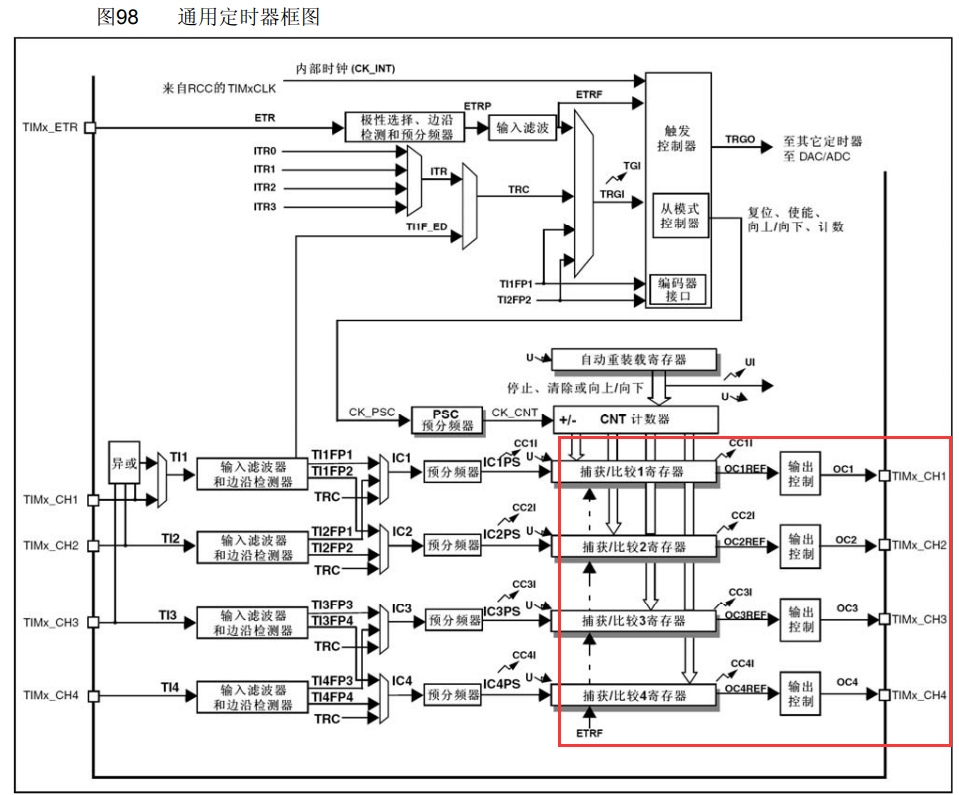 图98 通用定时器框图
内部时钟(CK_INT)
来自RCC的TIMxCLK
ETRF
TIMx_ETR
ETR
极性选择、边沿
检测和预分频器
ETRP
输入滤波
触发
控制器
TRGO
至其它定时器
至 DAC/ADC
ITR0
ITR1
ITR2
ITR3
ITR
TRC
TGI
TRGI
从模式
控制器
复位、使能、
向上/向下、计数
TI1F_ED
TI1FP1
TI2FP2
编码器
接口
U
自动重装载寄存器
UI
停止、清除或向上/向下
U
CK_PSC
PSC
预分频器
CK_CNT
+/-
CNT 计数器
异或
TI1
输入滤波器
和边沿检测器
TI1FP1
TI1FP2
TRC
IC1
预分频器
CC1I
IC1PS
U
捕获/比较1寄存器
CC1I
OC1REF
输出
控制
OC1
TIMx_CH1
TIMx_CH1
TIMx_CH2
TI2
输入滤波器
和边沿检测器
TI2FP1
TI2FP2
TRC
IC2
预分频器
CC2I
IC2PS
U
捕获/比较2寄存器
CC2I
OC2REF
输出
控制
OC2
TIMx_CH2
TIMx_CH3
TI3
输入滤波器
和边沿检测器
TI3FP3
TI3FP4
TRC
IC3
预分频器
CC3I
IC3PS
U
捕获/比较3寄存器
CC3I
OC3REF
输出
控制
OC3
TIMx_CH3
TIMx_CH4
TI4
输入滤波器
和边沿检测器
TI4FP3
TI4FP4
TRC
IC4
预分频器
CC4I
IC4PS
U
捕获/比较4寄存器
CC4I
OC4REF
输出
控制
OC4
TIMx_CH4
ETRF